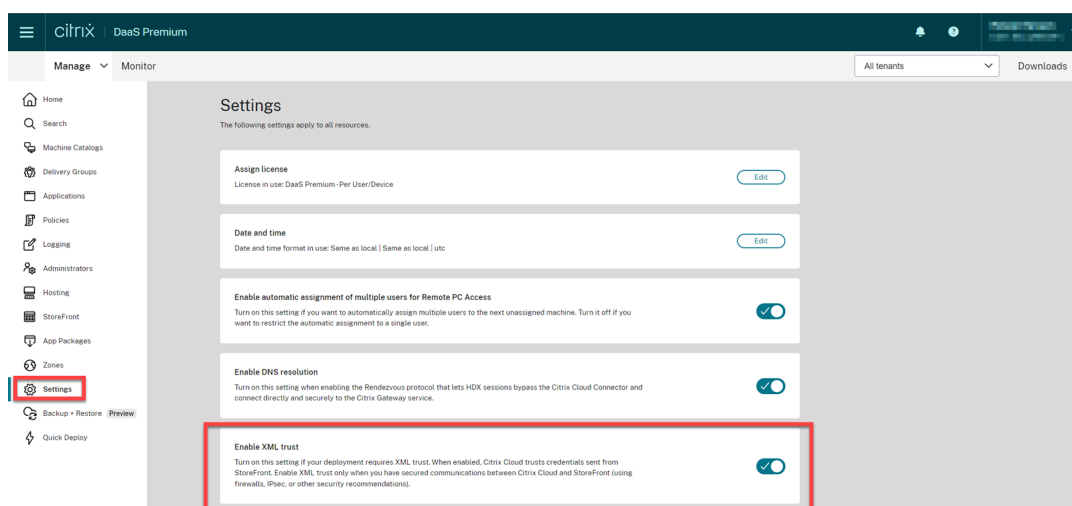 citrix | DaaS Premium
Manage Monitor All tenants Downloads
Home
Search
Machine Catalogs
Delivery Groups
Applications
Policies
Logging
Administrators
Hosting
StoreFront
App Packages
Zones
Settings
Backup + Restore Preview
Quick Deploy
Settings
The following settings apply to all resources.
Assign license
License in use: DaaS Premium - Per User/Device
Edit
Date and time
Date and time format in use: Same as local | Same as local | utc
Edit
Enable automatic assignment of multiple users for Remote PC Access
Turn on this setting if you want to automatically assign multiple users to the next unassigned machine. Turn it off if you
want to restrict the automatic assignment to a single user.
Enable DNS resolution
Turn on this setting when enabling the Rendezvous protocol that lets HDX sessions bypass the Citrix Cloud Connector and
connect directly and securely to the Citrix Gateway service.
Enable XML trust
Turn on this setting if your deployment requires XML trust. When enabled, Citrix Cloud trusts credentials sent from
StoreFront. Enable XML trust only when you have secured communications between Citrix Cloud and StoreFront (using
firewalls, IPsec, or other security recommendations).